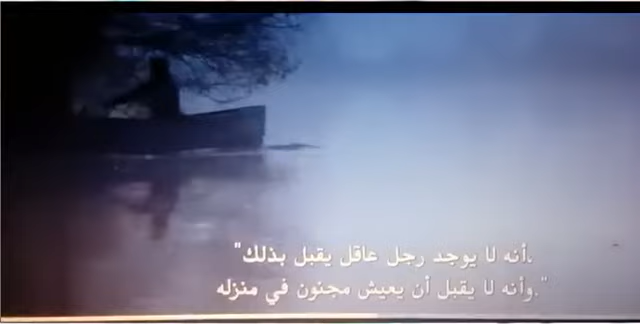 .أنه لا يوجد رجل عاقل يقبل بذلك"
".وأنه لا يقبل أن يعيش مجنون في منزله